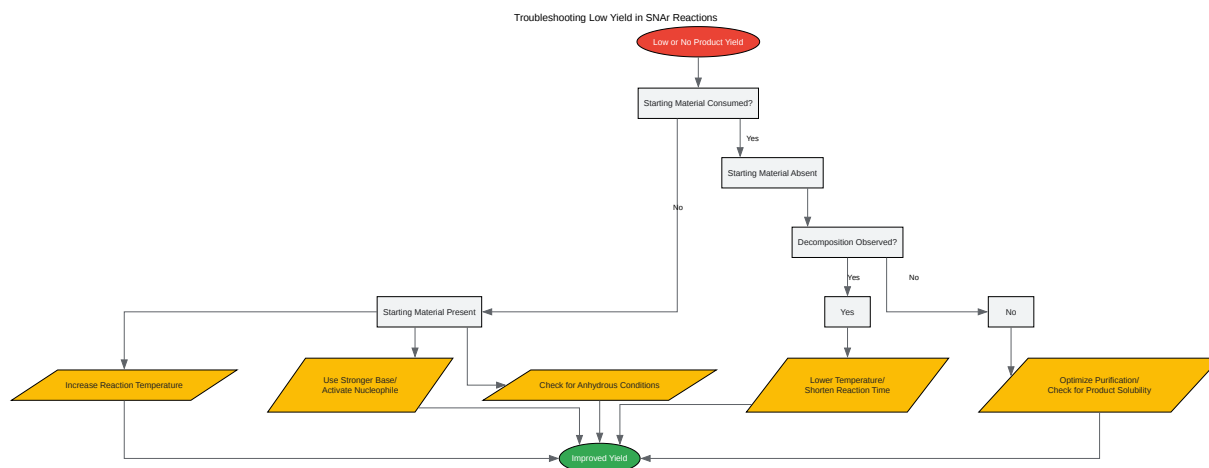 Troubleshooting Low Yield in SNAr Reactions
Low or No Product Yield
Starting Material Consumed?
Yes
Starting Material Absent
No
Decomposition Observed?
Yes
No
Starting Material Present
Yes
No
Increase Reaction Temperature
Use Stronger Base/
Activate Nucleophile
Check for Anhydrous Conditions
Lower Temperature/
Shorten Reaction Time
Optimize Purification/
Check for Product Solubility
Improved Yield